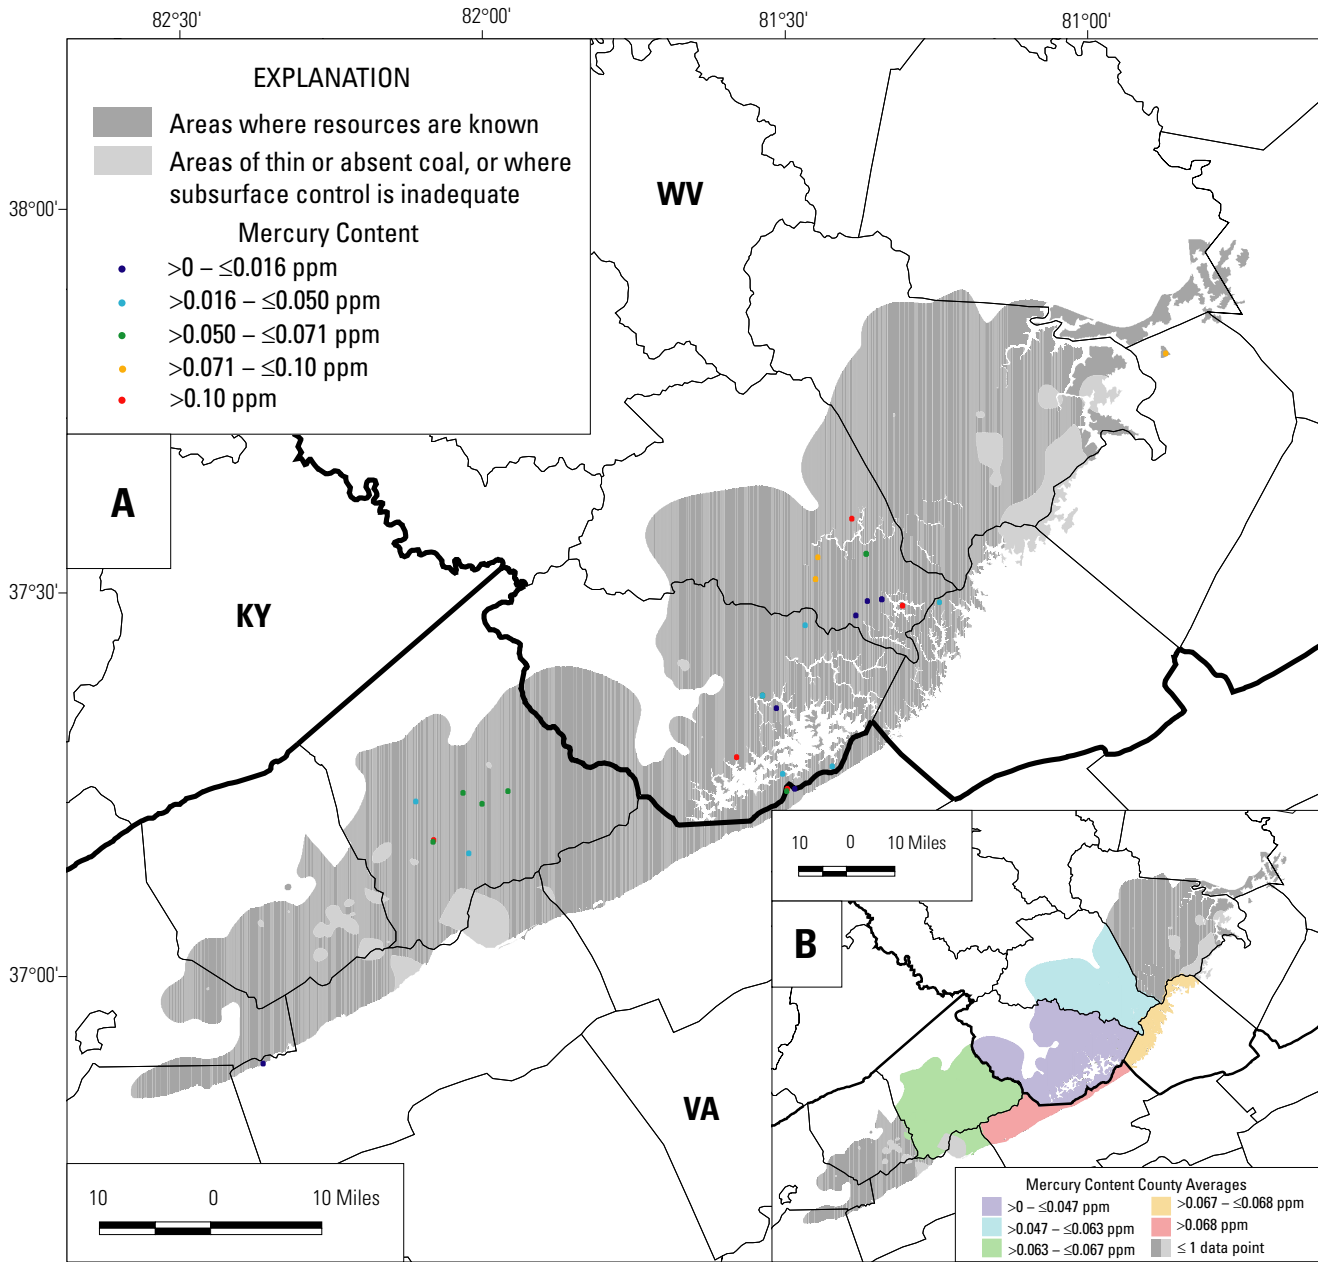 82°30' 82°00' 81°30' 81°00'
EXPLANATION
Areas where resources are known
Areas of thin or absent coal, or where
subsurface control is inadequate
Mercury Content
>0 – ≤0.016 ppm
>0.016 – ≤0.050 ppm
>0.050 – ≤0.071 ppm
>0.071 – ≤0.10 ppm
>0.10 ppm
WV
38°00'
A
37°30'
KY
10 0 10 Miles
B
37°00'
VA
10 0 10 Miles
Mercury Content County Averages
>0 – ≤0.047 ppm
>0.047 – ≤0.063 ppm
>0.063 – ≤0.067 ppm
>0.067 – ≤0.068 ppm
>0.068 ppm
≤ 1 data point